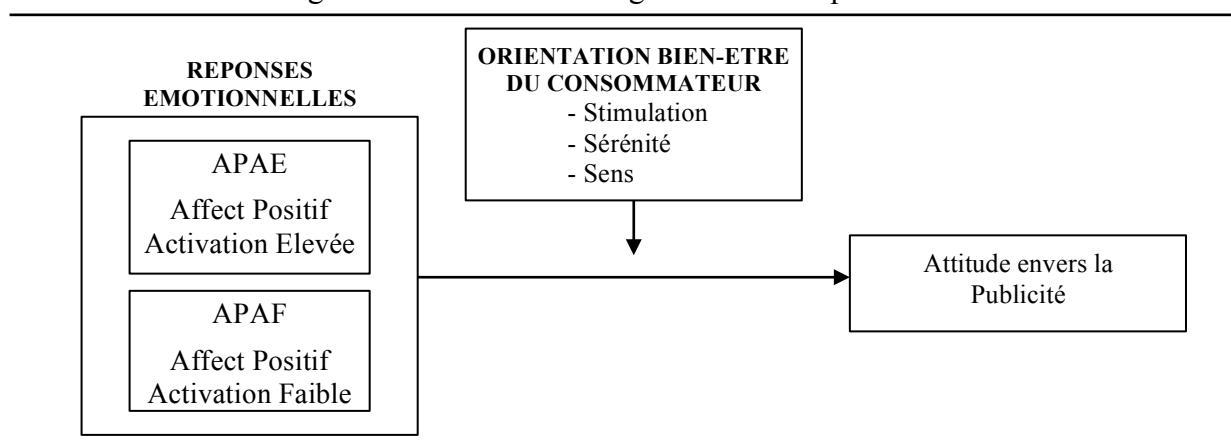 REPONSES
EMOTIONNELLES
APAE
Affect Positif
Activation Elevée
APAF
Affect Positif
Activation Faible
ORIENTATION BIEN-ETRE
DU CONSOMMATEUR
- Stimulation
- Sérénité
- Sens
Attitude envers la
Publicité